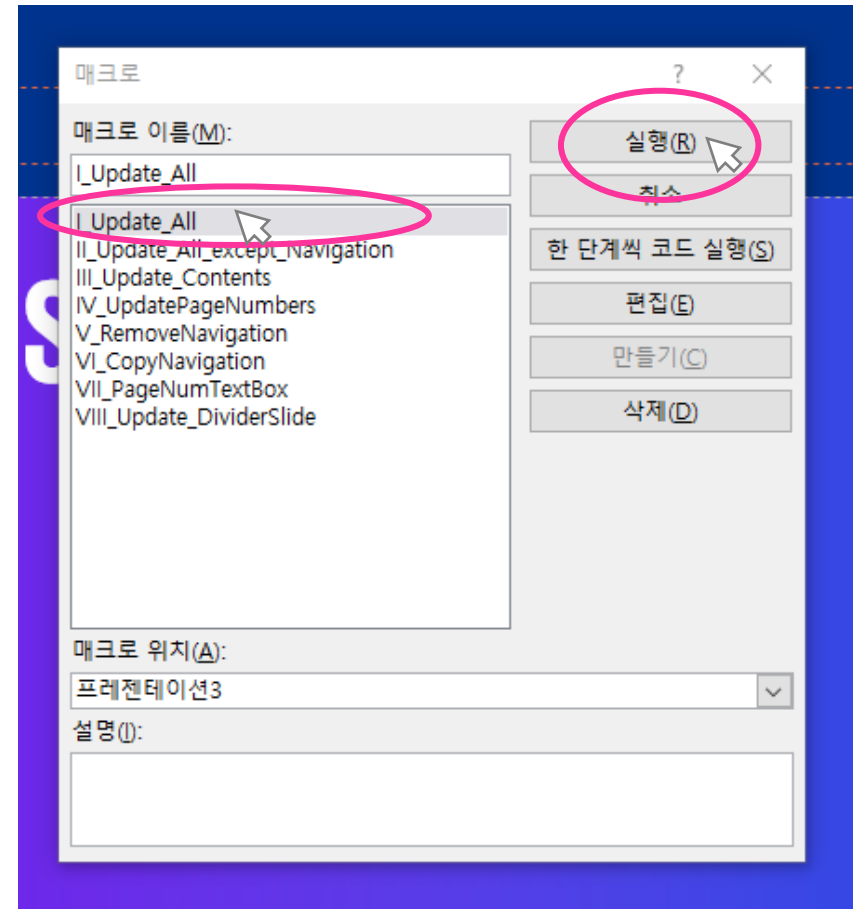 매크로
?
매크로 이름(M):
I_Update_All
I_Update_All
II_Update_All_except_Navigation
III_Update_Contents
IV_UpdatePageNumbers
V_RemoveNavigation
VI_CopyNavigation
VII_PageNumTextBox
VIII_Update_DividerSlide
실행(R)
취소
한 단계씩 코드 실행(S)
편집(E)
만들기(C)
삭제(D)
매크로 위치(A):
프레젠테이션3
설명(I):
S